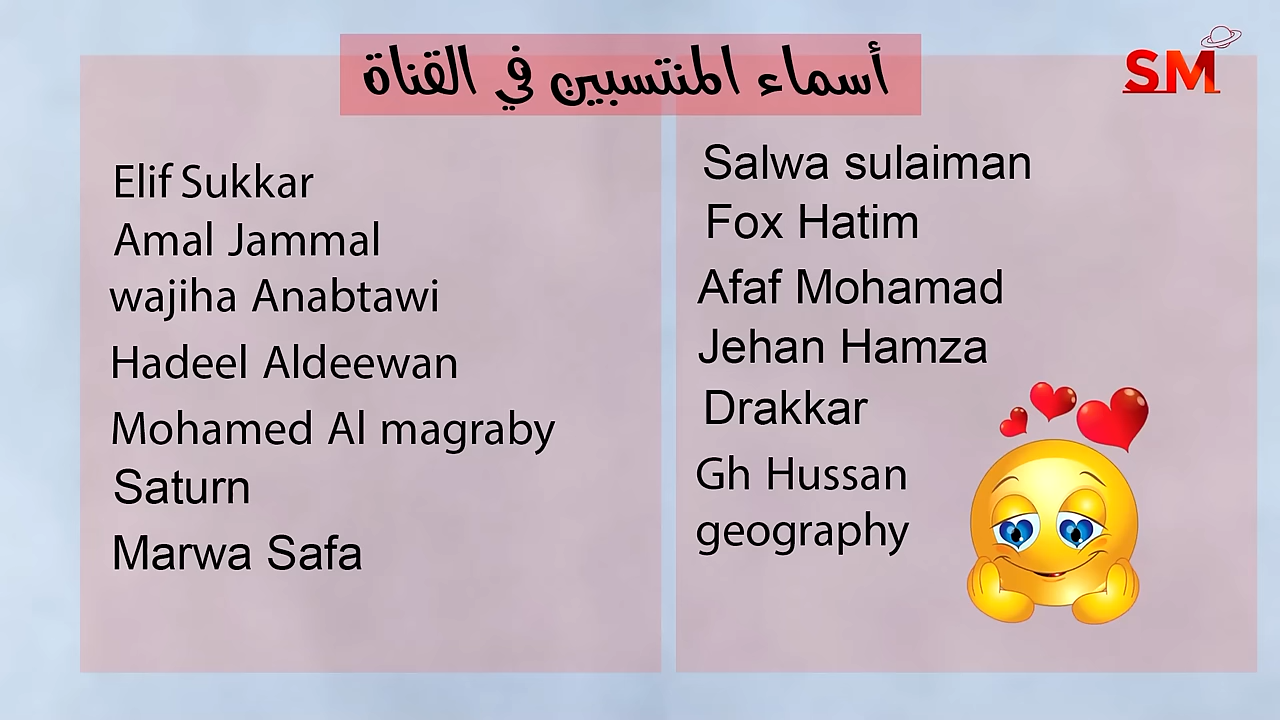 أسماء المنتسبين في القناة
SM
Elif Sukkar
Amal Jammal
wajiha Anabtawi
Hadeel Aldeewan
Mohamed Al magraby
Saturn
Marwa Safa
Salwa sulaiman
Fox Hatim
Afaf Mohamad
Jehan Hamza
Drakkar
Gh Hussan
geography